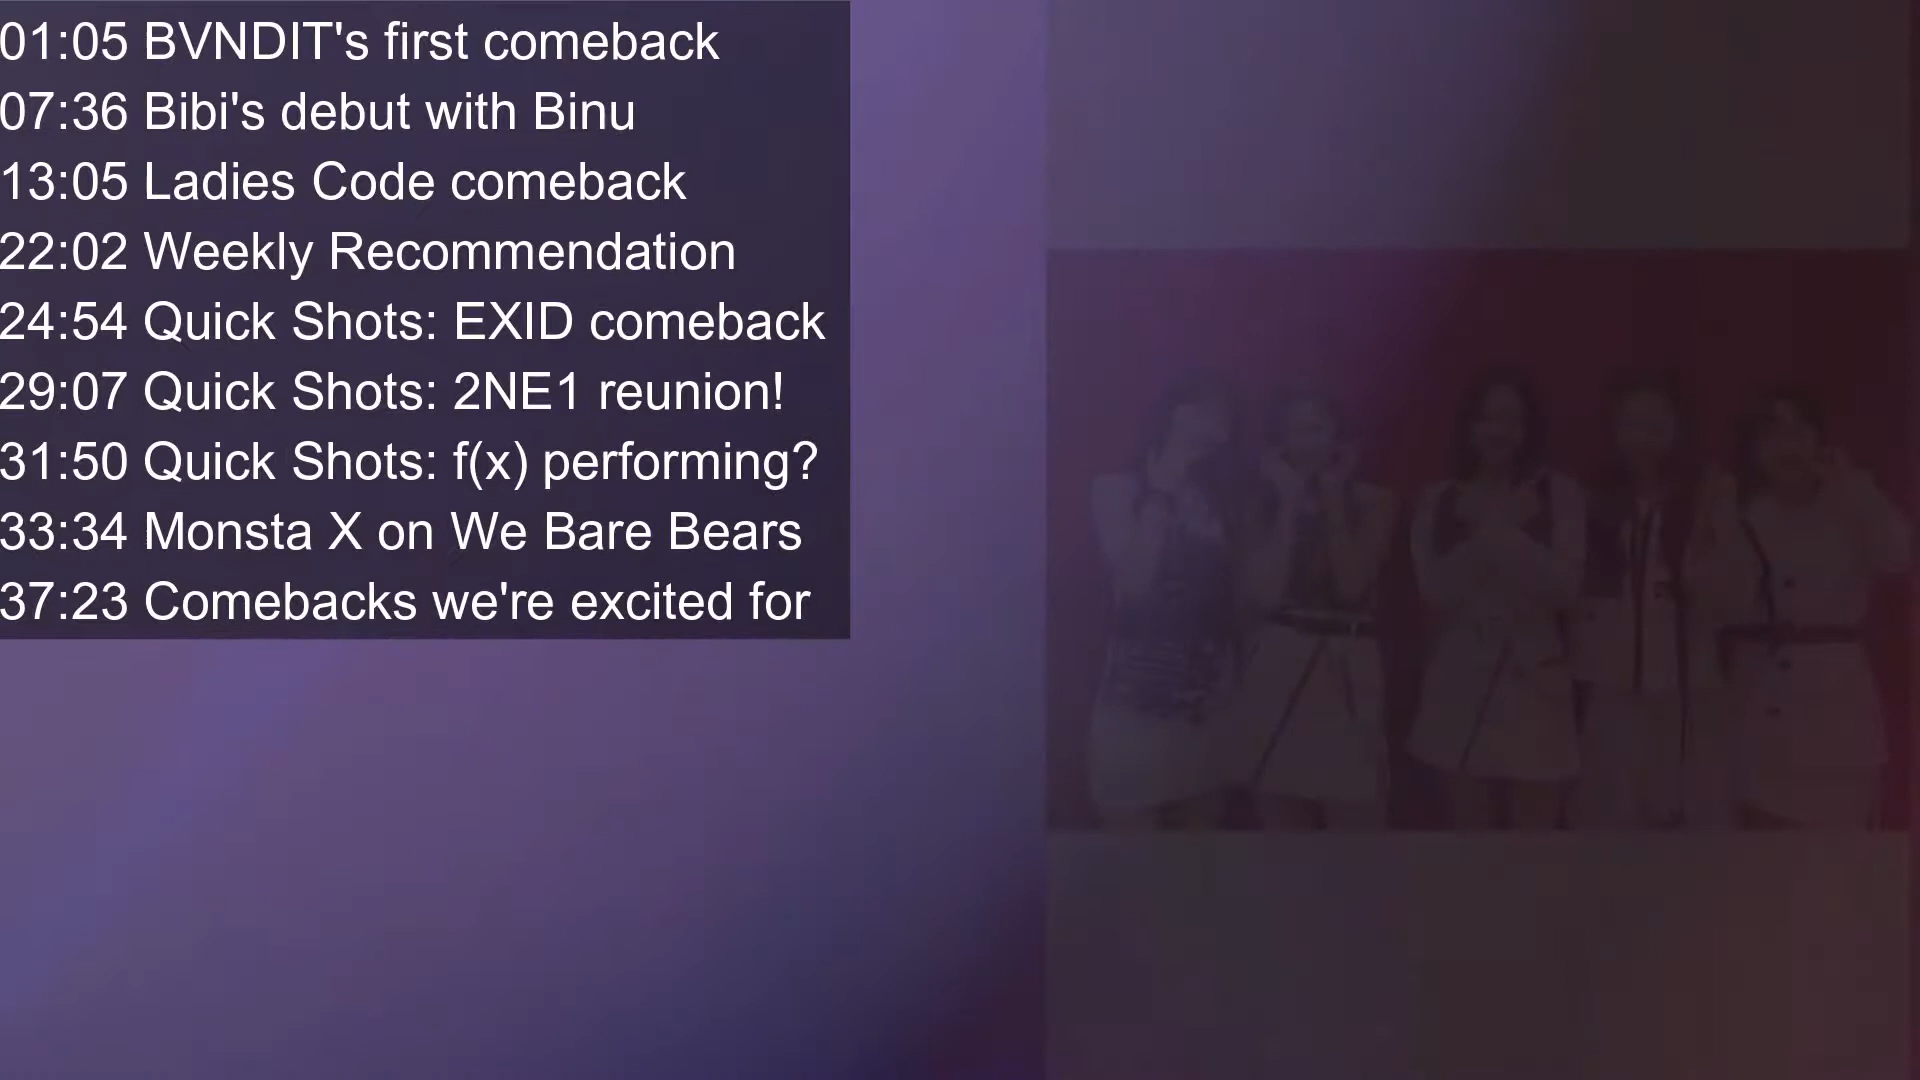 01:05 BVNDIT's first comeback
07:36 Bibi's debut with Binu
13:05 Ladies Code comeback
22:02 Weekly Recommendation
24:54 Quick Shots: EXID comeback
29:07 Quick Shots: 2NE1 reunion!
31:50 Quick Shots: f(x) performing?
33:34 Monsta X on We Bare Bears
37:23 Comebacks we're excited for